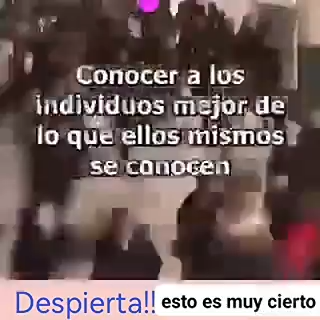 Conocer a los
individuos mejor de
lo que ellos mismos
se conocen
Despierta!! esto es muy cierto